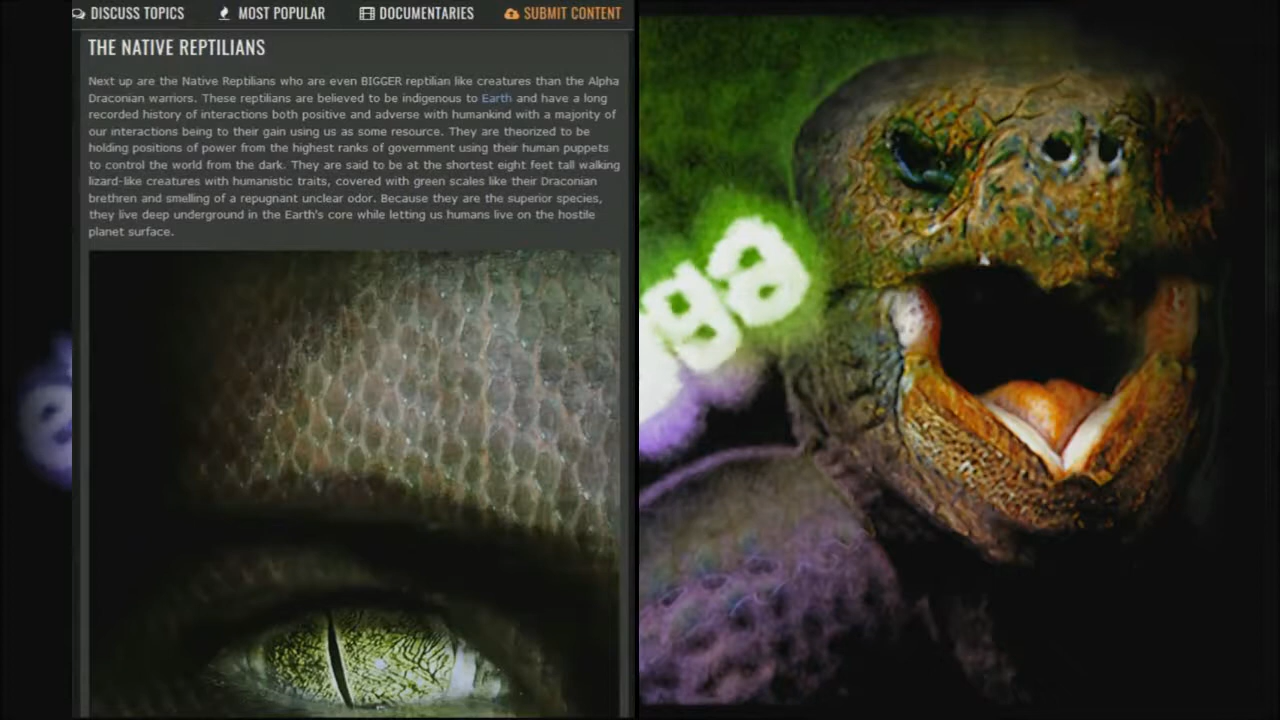 DISCUSS TOPICS MOST POPULAR DOCUMENTARIES SUBMIT CONTENT
THE NATIVE REPTILIANS
Next up are the Native Reptilians who are even BIGGER reptilian like creatures than the Alpha
Draconian warriors. These reptilians are believed to be indigenous to Earth and have a long
recorded history of interactions both positive and adverse with humankind with a majority of
our interactions being to their gain using us as some resource. They are theorized to be
holding positions of power from the highest ranks of government using their human puppets
to control the world from the dark. They are said to be at the shortest eight feet tall walking
lizard-like creatures with humanistic traits, covered with green scales like their Draconian
brethren and smelling of a repugnant unclear odor. Because they are the superior species,
they live deep underground in the Earth's core while letting us humans live on the hostile
planet surface.